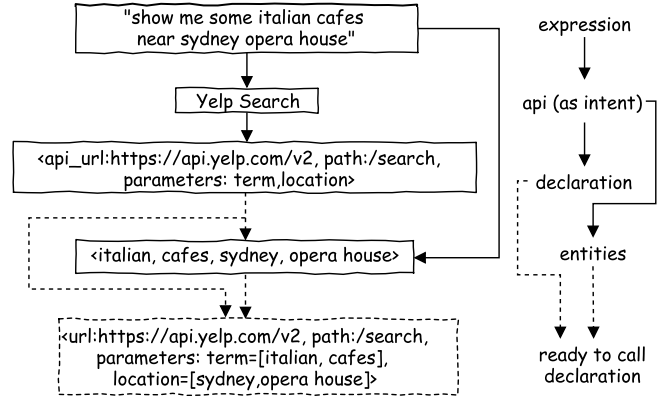 "show me some italian cafes
near sydney opera house"
Yelp Search
<api_url:https://api.yelp.com/v2, path:/search,
parameters: term,location>
<italian, cafes, sydney, opera house>
<url:https://api.yelp.com/v2, path:/search,
parameters: term=[italian, cafes],
location=[sydney,opera house]>
expression
api (as intent)
declaration
entities
ready to call
declaration